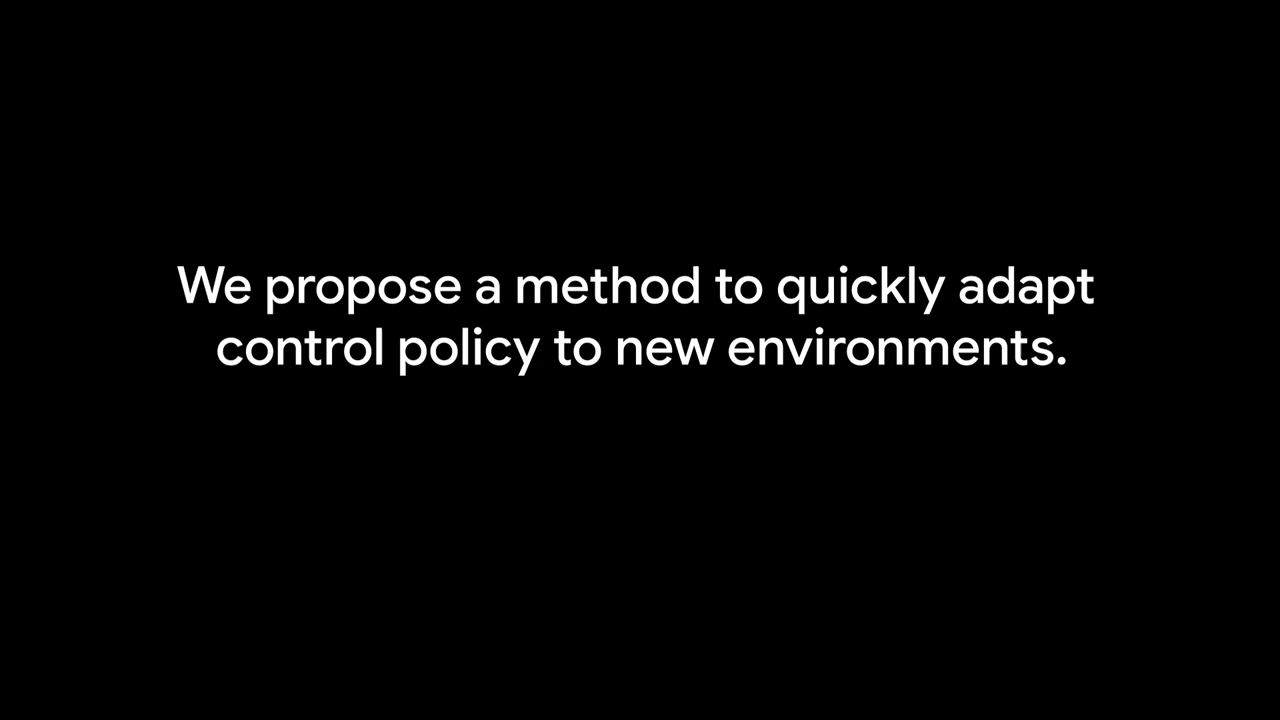 We propose a method to quickly adapt
control policy to new environments.